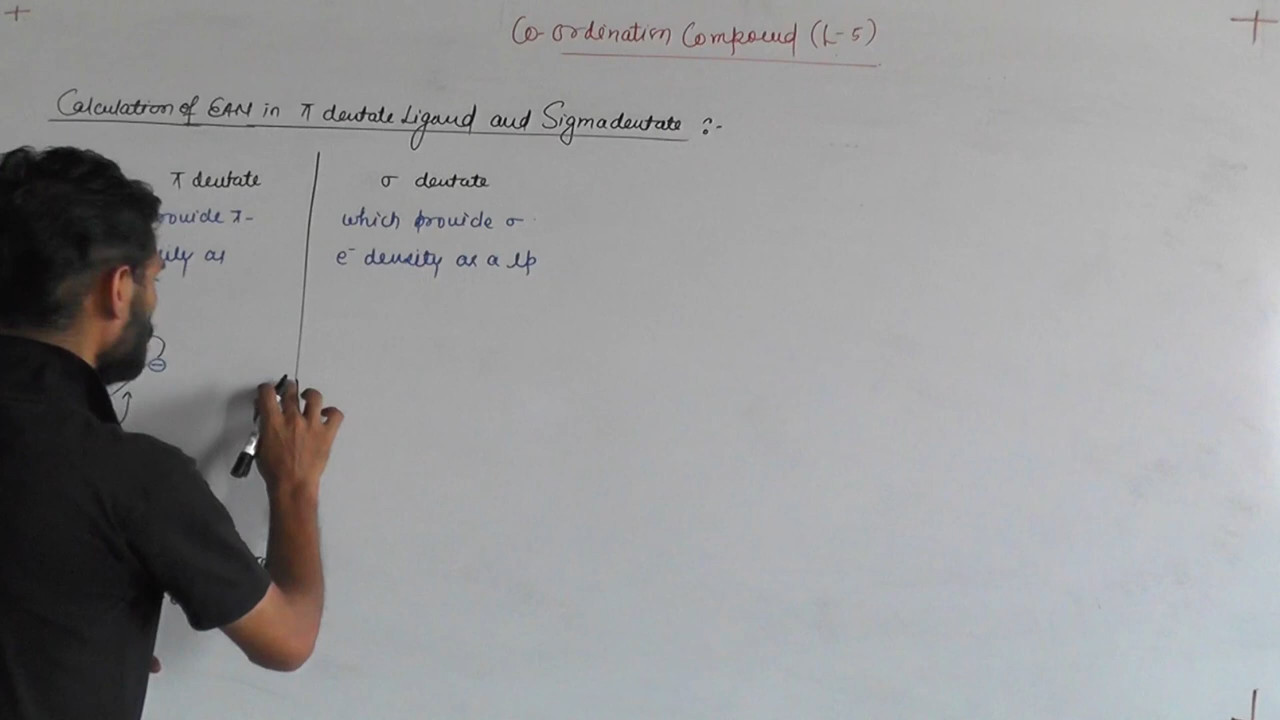 Co-ordination Compound (L-5)
Calculation of EAN in π dentate Ligand and Sigmadentate :-
π dentate
σ dentate
π-
which provide σ
as
e⁻ density as a lp